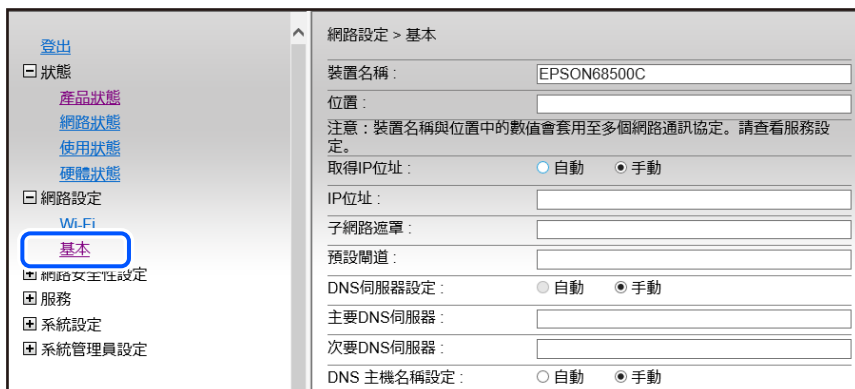 登出
狀態
產品狀態
網路狀態
使用狀態
硬體狀態
網路設定
Wi-Fi
基本
網路安全性設定
服務
系統設定
系統管理員設定
網路設定 > 基本
裝置名稱 : EPSON68500C
位置 :
注意：裝置名稱與位置中的數值會套用至多個網路通訊協定。請查看服務設
定。
取得IP位址 : 自動 手動
IP位址 :
子網路遮罩 :
預設閘道 :
DNS伺服器設定 : 自動 手動
主要DNS伺服器 :
次要DNS伺服器 :
DNS 主機名稱設定 : 自動 手動